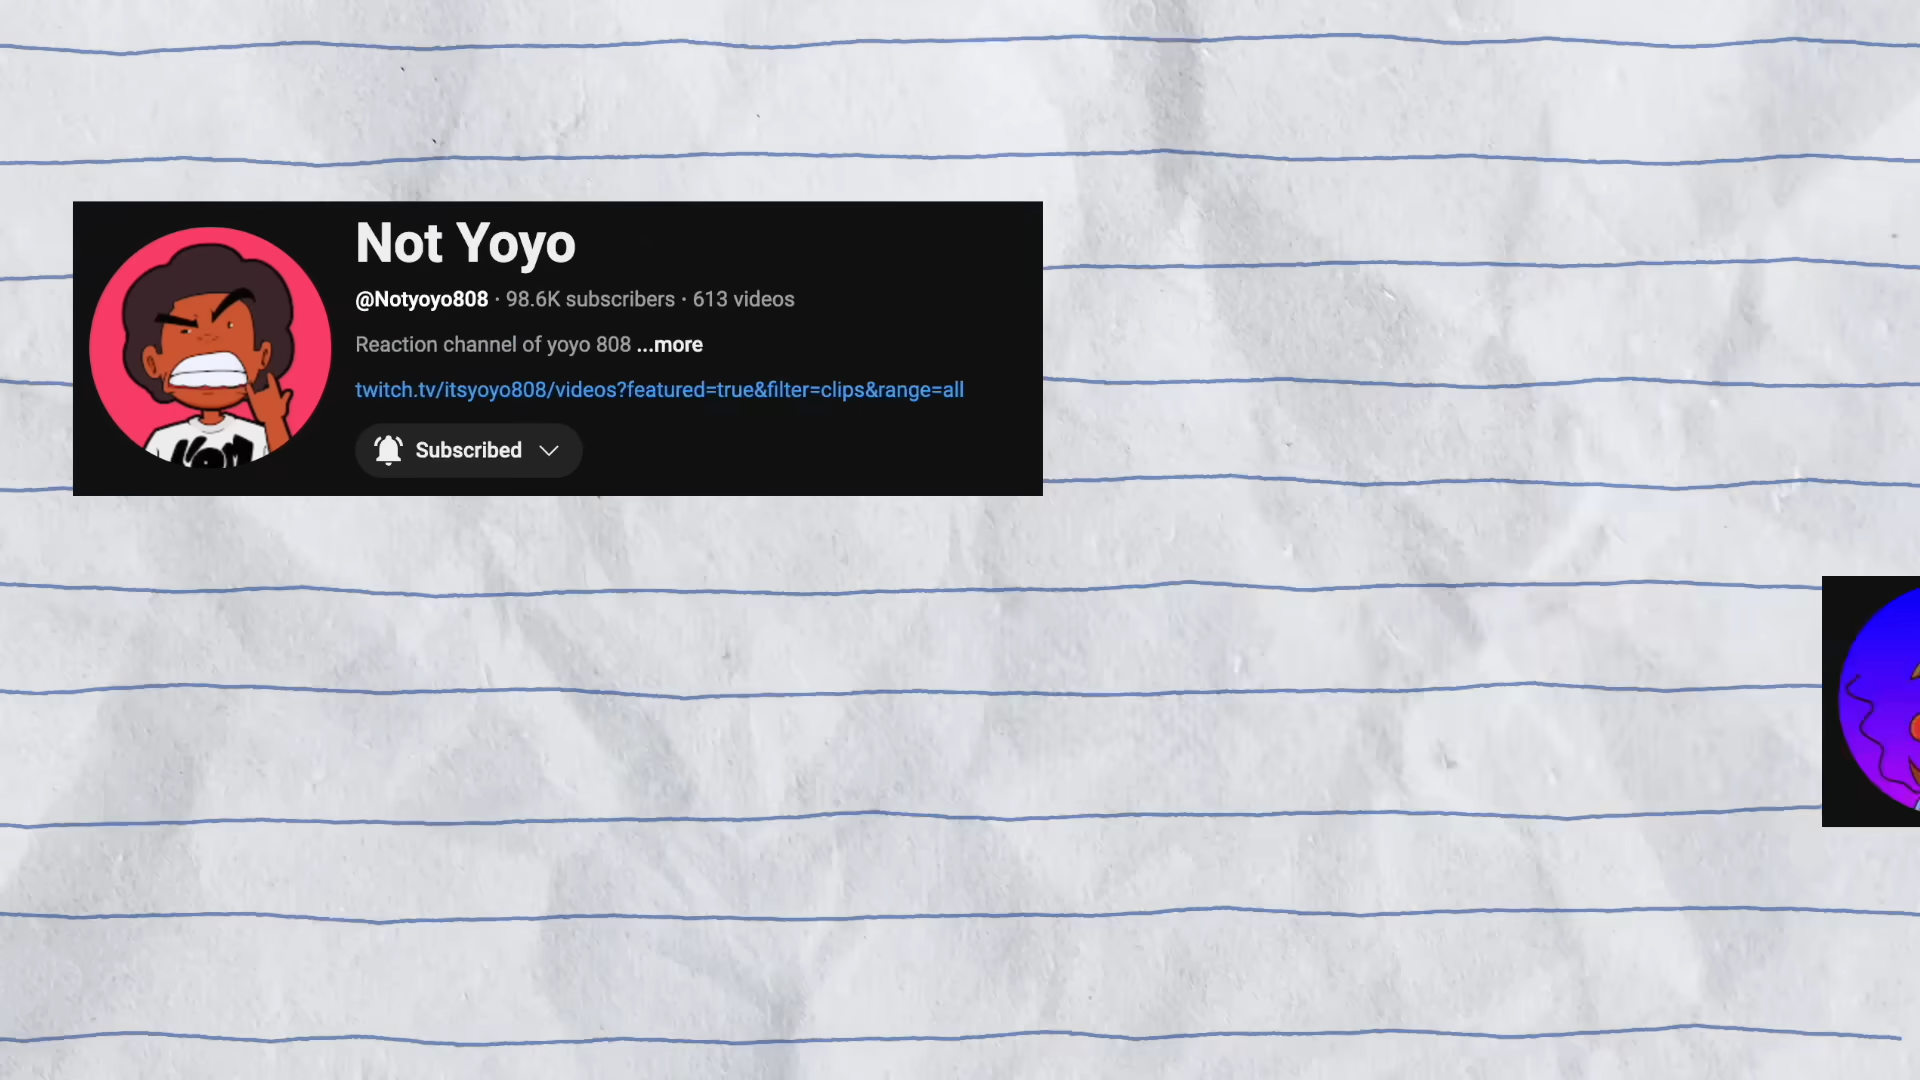 Not Yoyo
@Notyoyo808 · 98.6K subscribers · 613 videos
Reaction channel of yoyo 808 ...more
twitch.tv/itsyoyo808/videos?featured=true&filter=clips&range=all
Subscribed